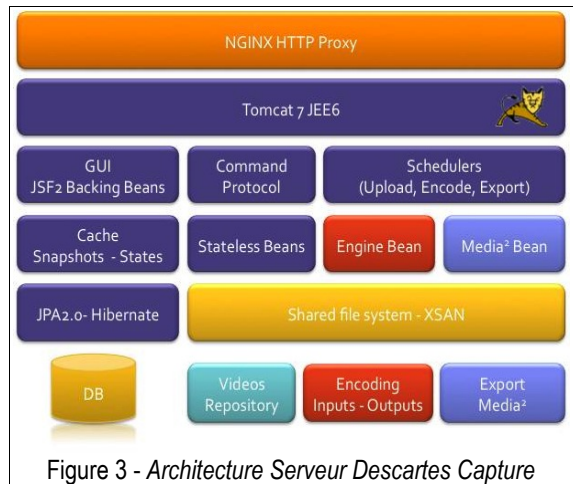 NGINX HTTP Proxy
Tomcat 7 JEE6
GUI
JSF2 Backing Beans
Command
Protocol
Schedulers
(Upload, Encode, Export)
Cache
Snapshots - States
Stateless Beans
Engine Bean
Media² Bean
JPA2.0- Hibernate
Shared file system - XSAN
DB
Videos
Repository
Encoding
Inputs - Outputs
Export
Media²
Figure 3 - Architecture Serveur Descartes Capture